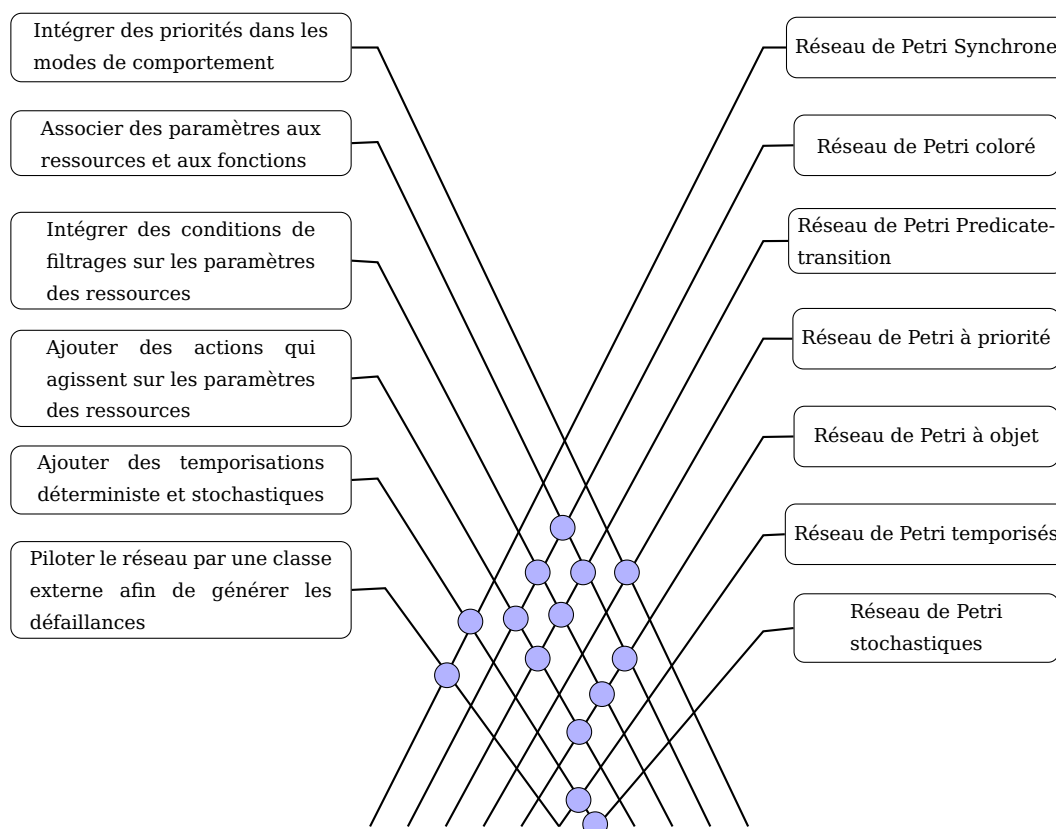 Intégrer des priorités dans les
modes de comportement
Associer des paramètres aux
ressources et aux fonctions
Intégrer des conditions de
filtrages sur les paramètres
des ressources
Ajouter des actions qui
agissent sur les paramètres
des ressources
Ajouter des temporisations
déterministe et stochastiques
Piloter le réseau par une classe
externe afin de générer les
défaillances
Réseau de Petri Synchrone
Réseau de Petri coloré
Réseau de Petri Predicate-
transition
Réseau de Petri à priorité
Réseau de Petri à objet
Réseau de Petri temporisés
Réseau de Petri
stochastiques